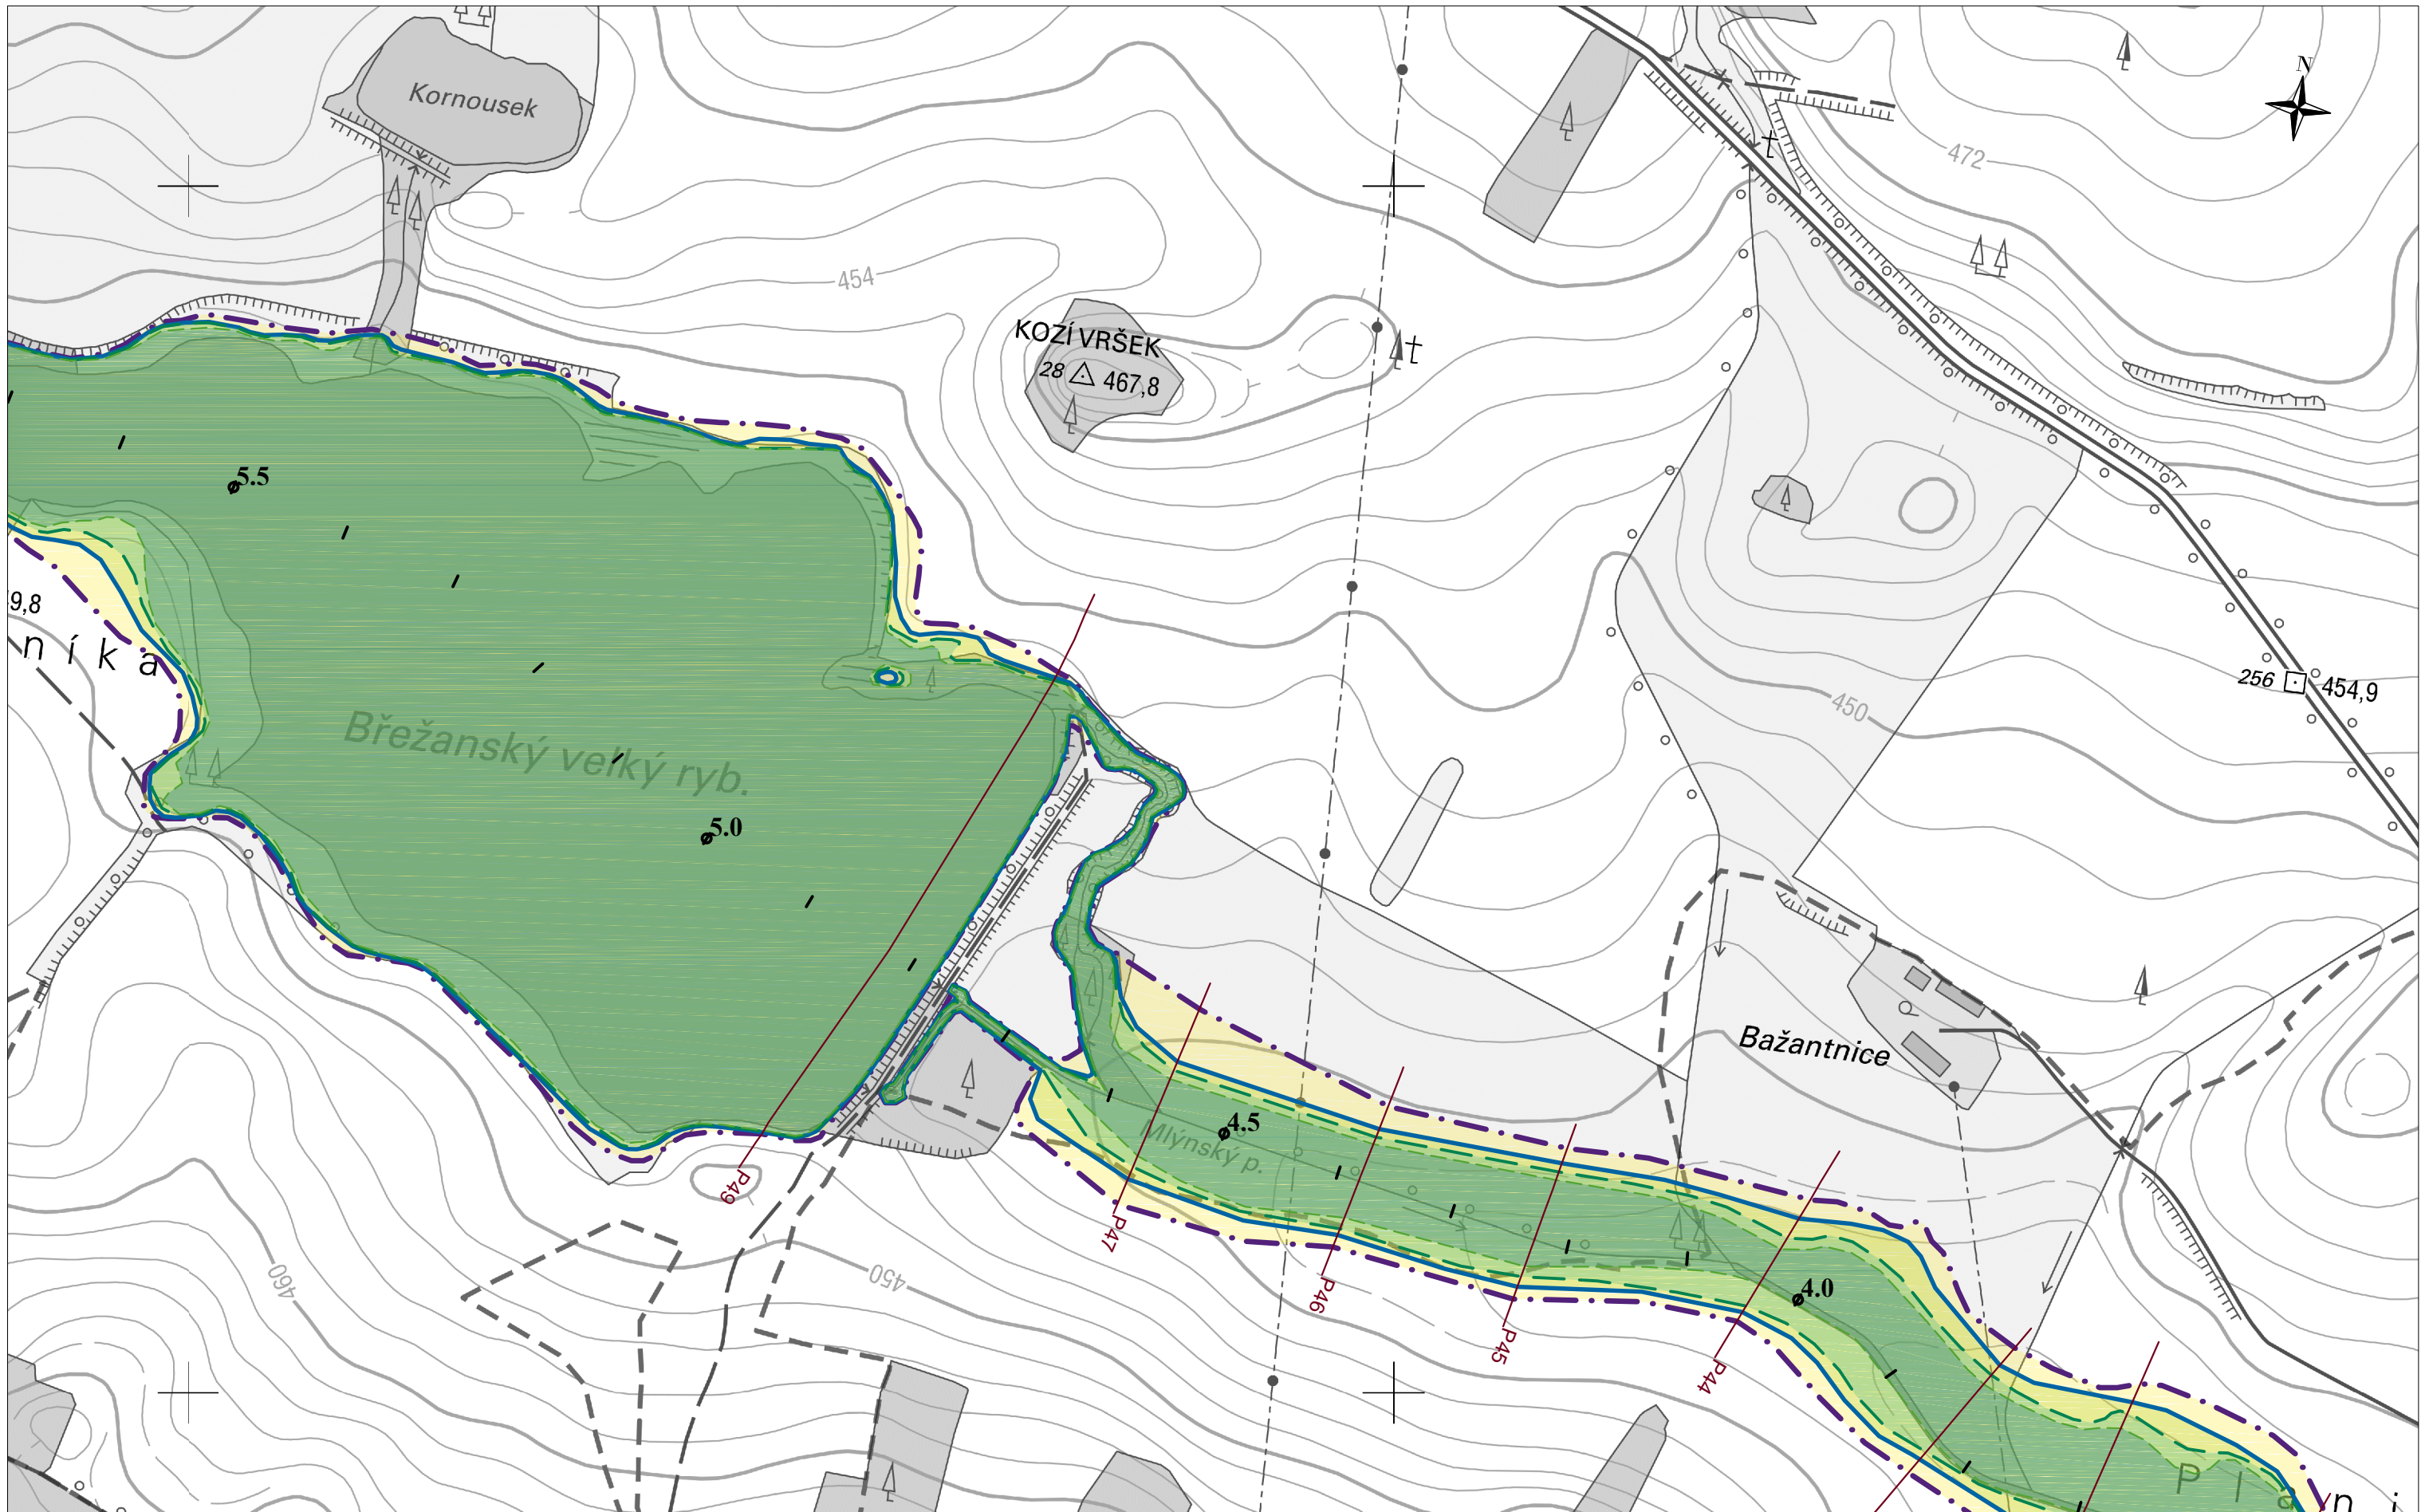 Kornousek
N
t
472
454
KOZÍ VRŠEK
28 467,8
t
5.5
9,8
níka
256 454,9
450
Břežanský velký ryb.
5.0
Bažantnice
4.5
Mlýnský p.
P49
P47
P46
P45
P44
4.0
460
450